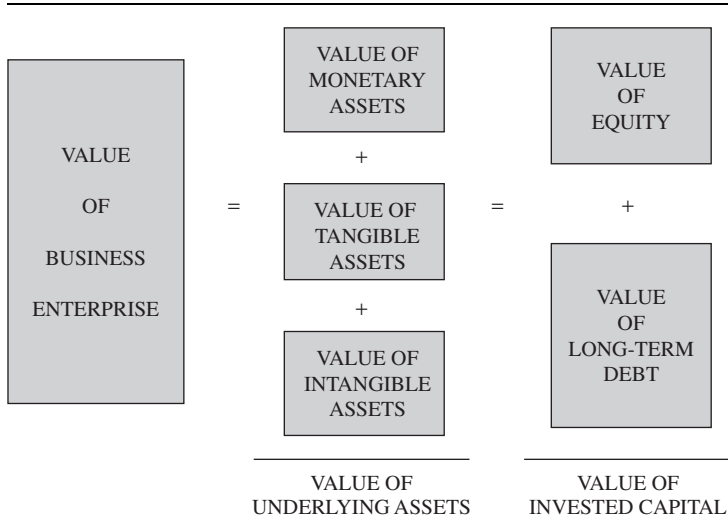 VALUE
OF
BUSINESS
ENTERPRISE
=
VALUE OF
MONETARY
ASSETS
+
VALUE OF
TANGIBLE
ASSETS
+
VALUE OF
INTANGIBLE
ASSETS
VALUE OF
UNDERLYING ASSETS
=
VALUE
OF
EQUITY
+
VALUE
OF
LONG-TERM
DEBT
VALUE OF
INVESTED CAPITAL